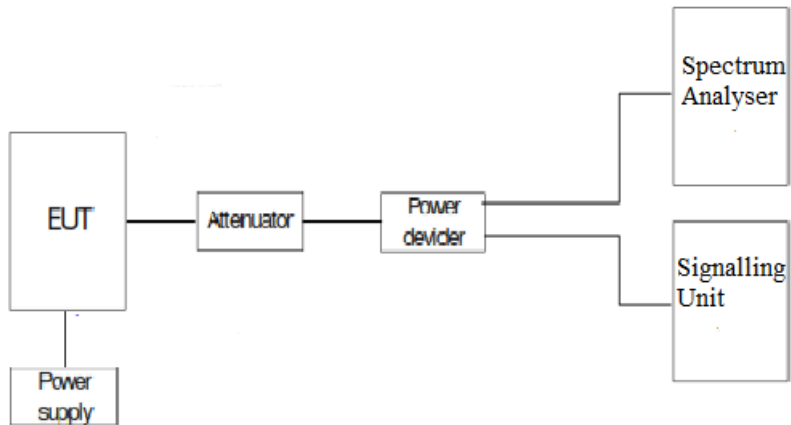 Spectrum
Analyser
EUT
Attenuator
Power
devider
Signalling
Unit
Power
supply